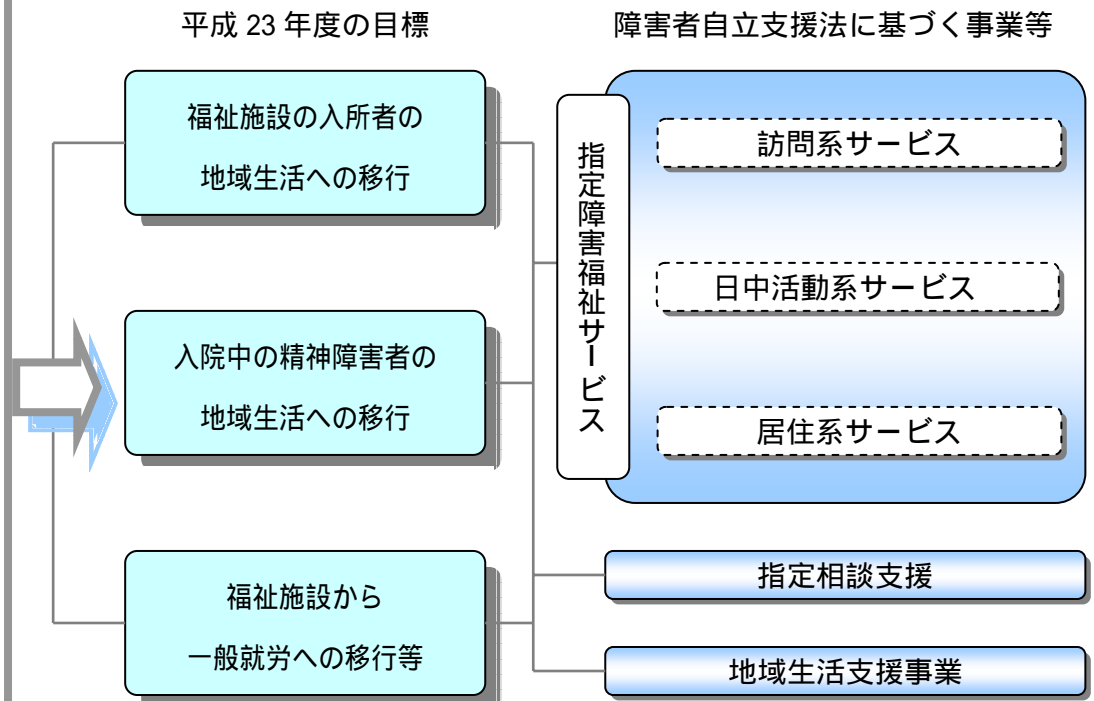 平成 23 年度の目標
障害者自立支援法に基づく事業等
福祉施設の入所者の
地域生活への移行
入院中の精神障害者の
地域生活への移行
福祉施設から
一般就労への移行等
指定障害福祉サービス
訪問系サービス
日中活動系サービス
居住系サービス
指定相談支援
地域生活支援事業